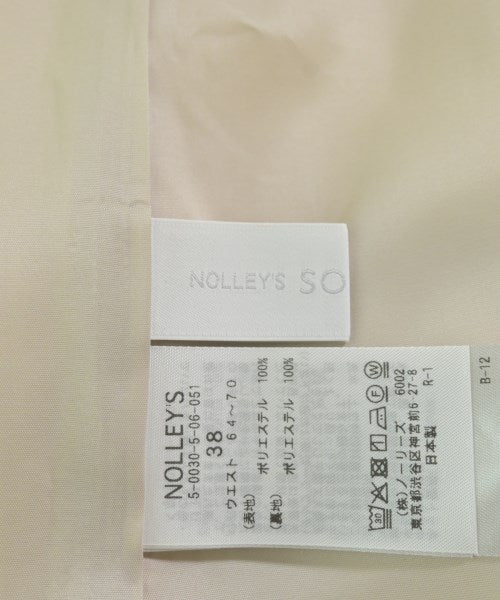 NOLLEY'S SO
NOLLEY'S
5-0030-5-06-051
38
ウエスト 64～70
(表地) ポリエステル 100%
(裏地) ポリエステル 100%
30
(株)ノーリーズ 6002
東京都渋谷区神宮前6-27-8
日本製 R-1
B-12